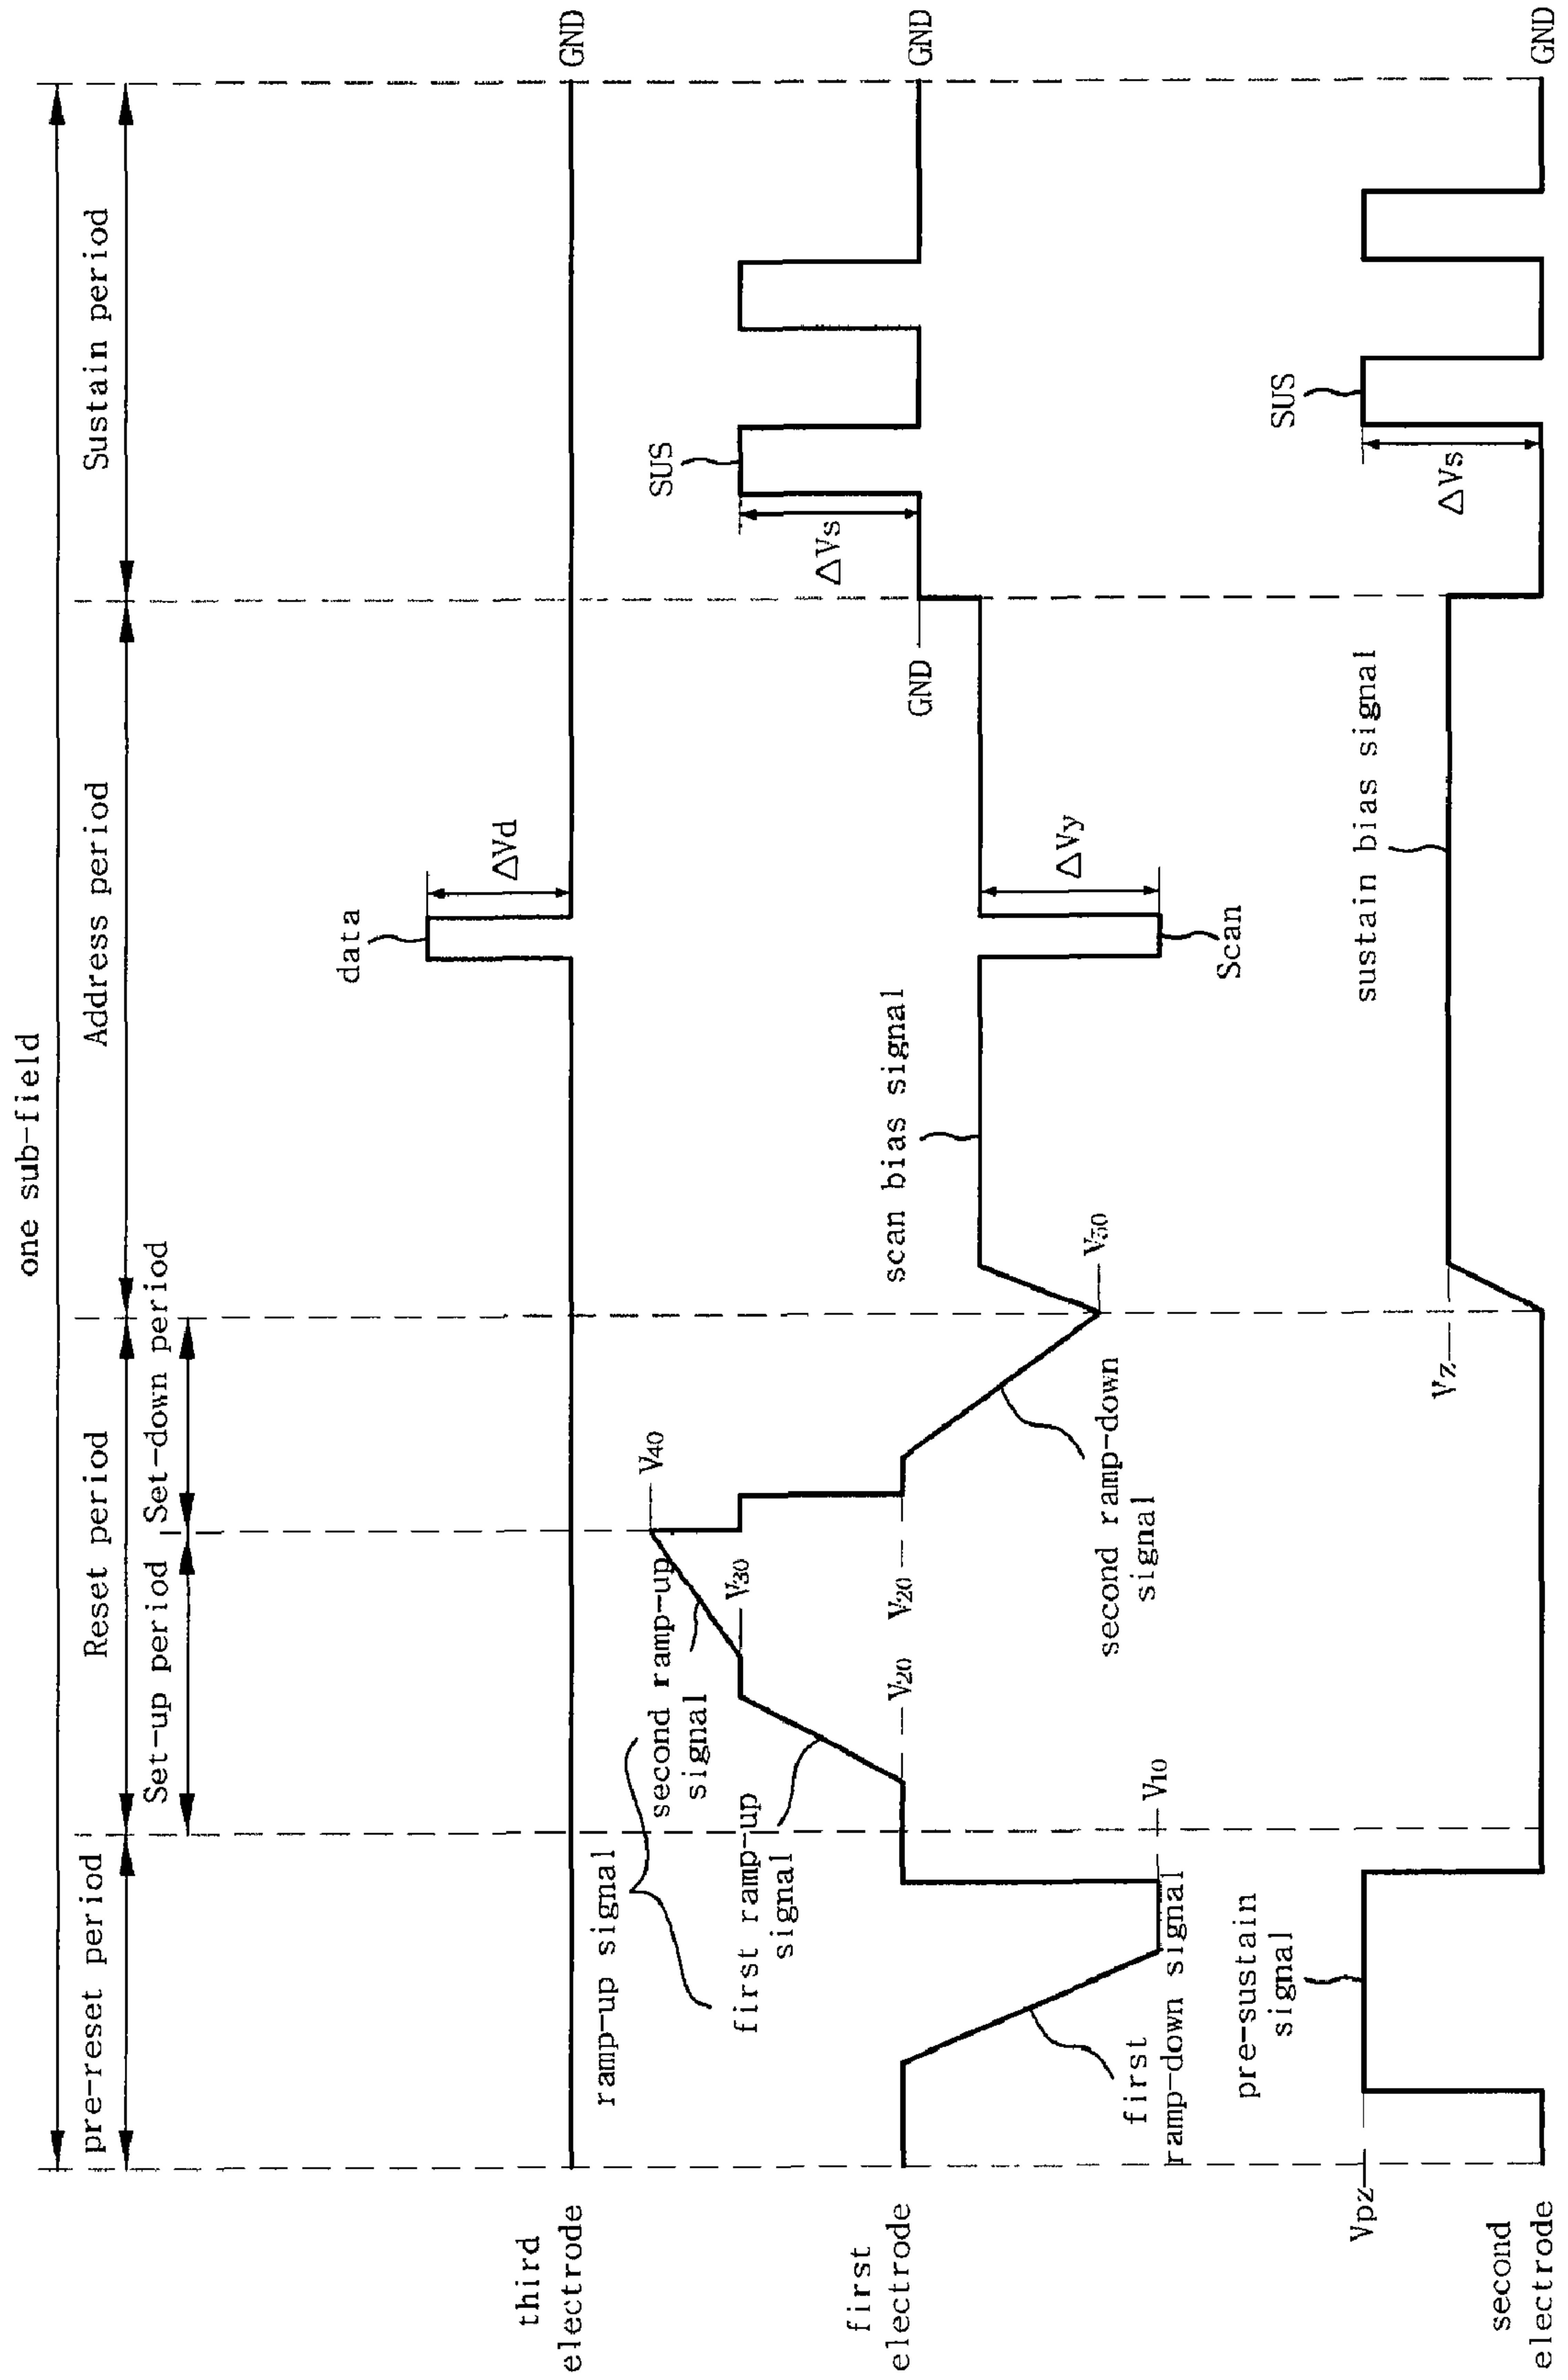 one sub-field
pre-reset period
Reset period
Address period
Sustain period
Set-up period
Set-down period
third
electrode
GND
data
ΔVd
ramp-up signal
first ramp-up
signal
second ramp-up
signal
V40
V30
V20
V20
first
electrode
first
ramp-down signal
V10
second ramp-down
signal
V50
scan bias signal
Scan
ΔVy
GND
ΔVs
SUS
GND
second
electrode
Vpz
pre-sustain
signal
Vz
sustain bias signal
ΔVs
SUS
GND